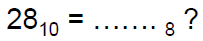 28₁₀ = ....... ₈ ?